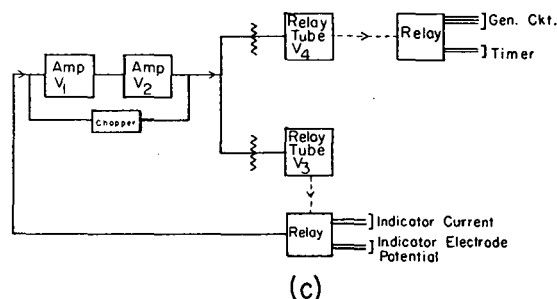 Amp
V1
Amp
V2
Chopper
Relay
Tube
V4
Relay
Gen. Ckt.
Timer
Relay
Tube
V3
Relay
Indicator Current
Indicator Electrode
Potential
(c)